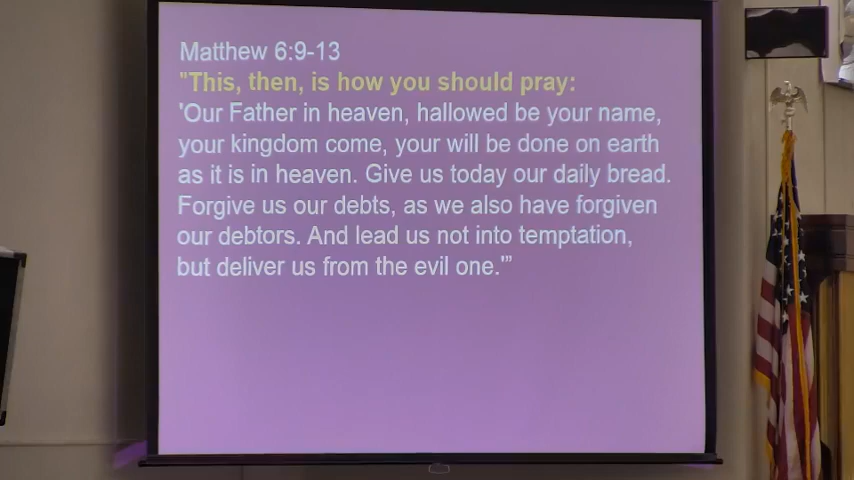 Matthew 6:9-13
"This, then, is how you should pray:
'Our Father in heaven, hallowed be your name,
your kingdom come, your will be done on earth
as it is in heaven. Give us today our daily bread.
Forgive us our debts, as we also have forgiven
our debtors. And lead us not into temptation,
but deliver us from the evil one.'”